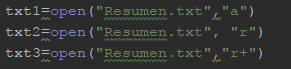 txt1=open("Resumen.txt","a")
txt2=open("Resumen.txt", "r")
txt3=open("Resumen.txt","r+")